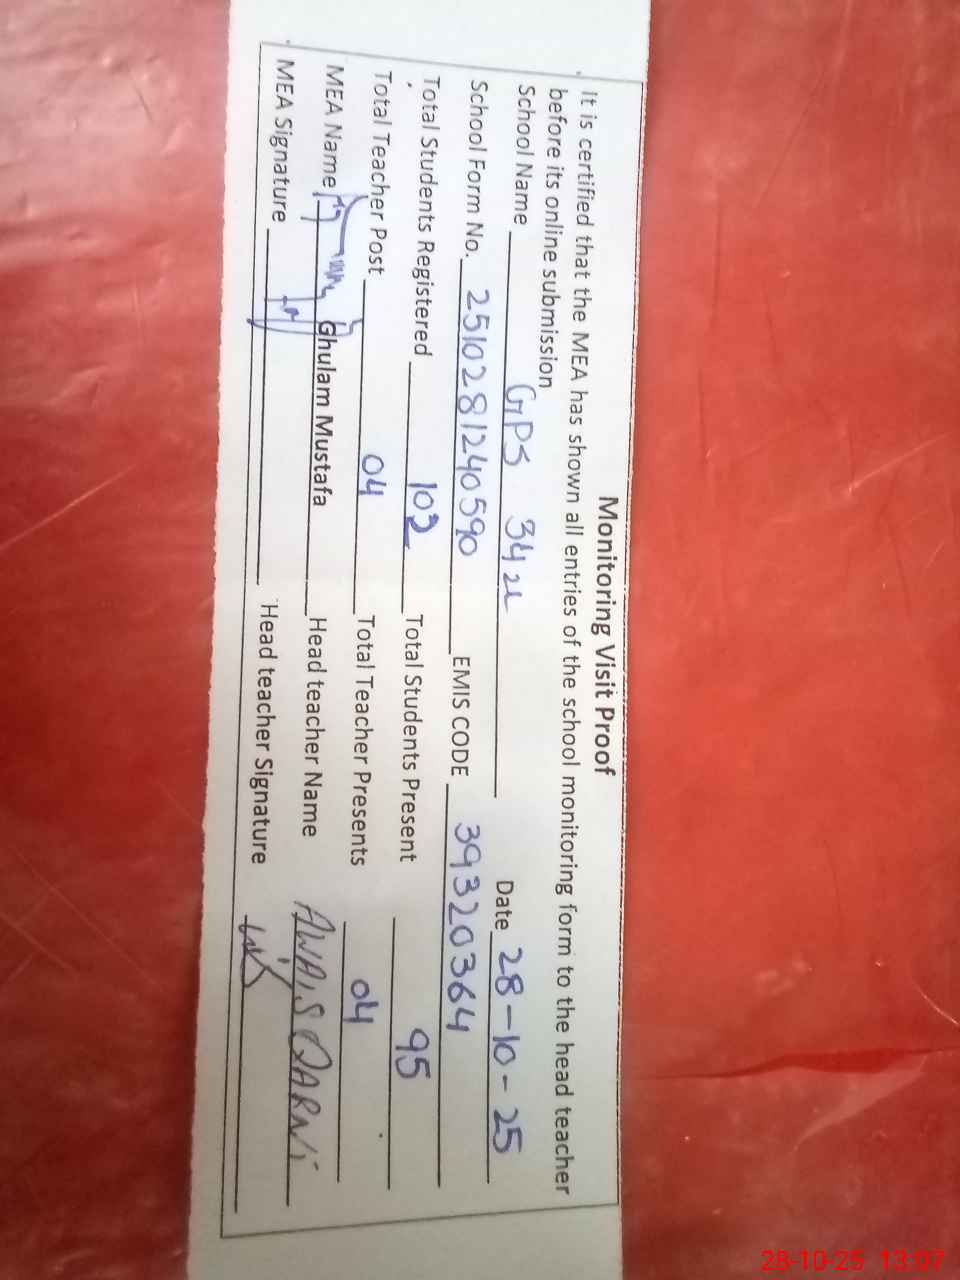 Monitoring Visit Proof
It is certified that the MEA has shown all entries of the school monitoring form to the head teacher
before its online submission
School Name GPS 34 Date 28-10-25
School Form No. 2510281240590 EMIS CODE 39320364
Total Students Registered 102 Total Students Present 95
Total Teacher Post 04 Total Teacher Presents 04
MEA Name Ghulam Mustafa Head teacher Name AWAIS QARNI
MEA Signature Head teacher Signature
28-10-25 13:07